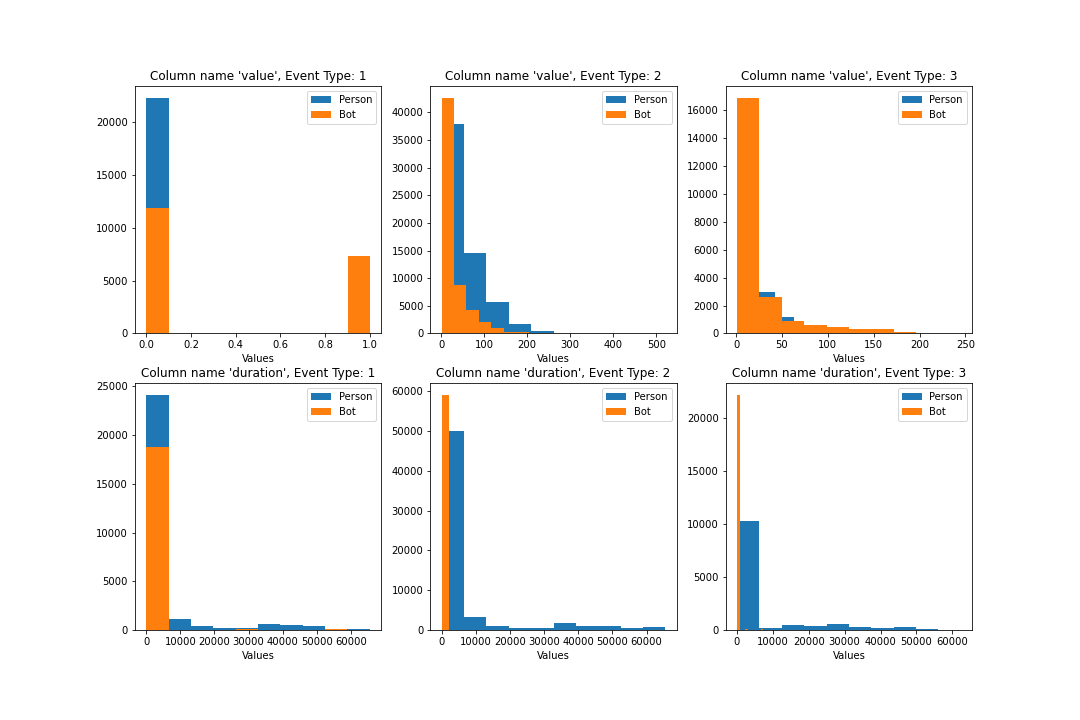 Column name 'value', Event Type: 1
Person
Bot
20000
15000
10000
5000
0
0.0 0.2 0.4 0.6 0.8 1.0
Values
Column name 'value', Event Type: 2
Person
Bot
40000
35000
30000
25000
20000
15000
10000
5000
0
0 100 200 300 400 500
Values
Column name 'value', Event Type: 3
Person
Bot
16000
14000
12000
10000
8000
6000
4000
2000
0
0 50 100 150 200 250
Values
Column name 'duration', Event Type: 1
Person
Bot
25000
20000
15000
10000
5000
0
0 10000 20000 30000 40000 50000 60000
Values
Column name 'duration', Event Type: 2
Person
Bot
60000
50000
40000
30000
20000
10000
0
0 10000 20000 30000 40000 50000 60000
Values
Column name 'duration', Event Type: 3
Person
Bot
20000
15000
10000
5000
0
0 10000 20000 30000 40000 50000 60000
Values